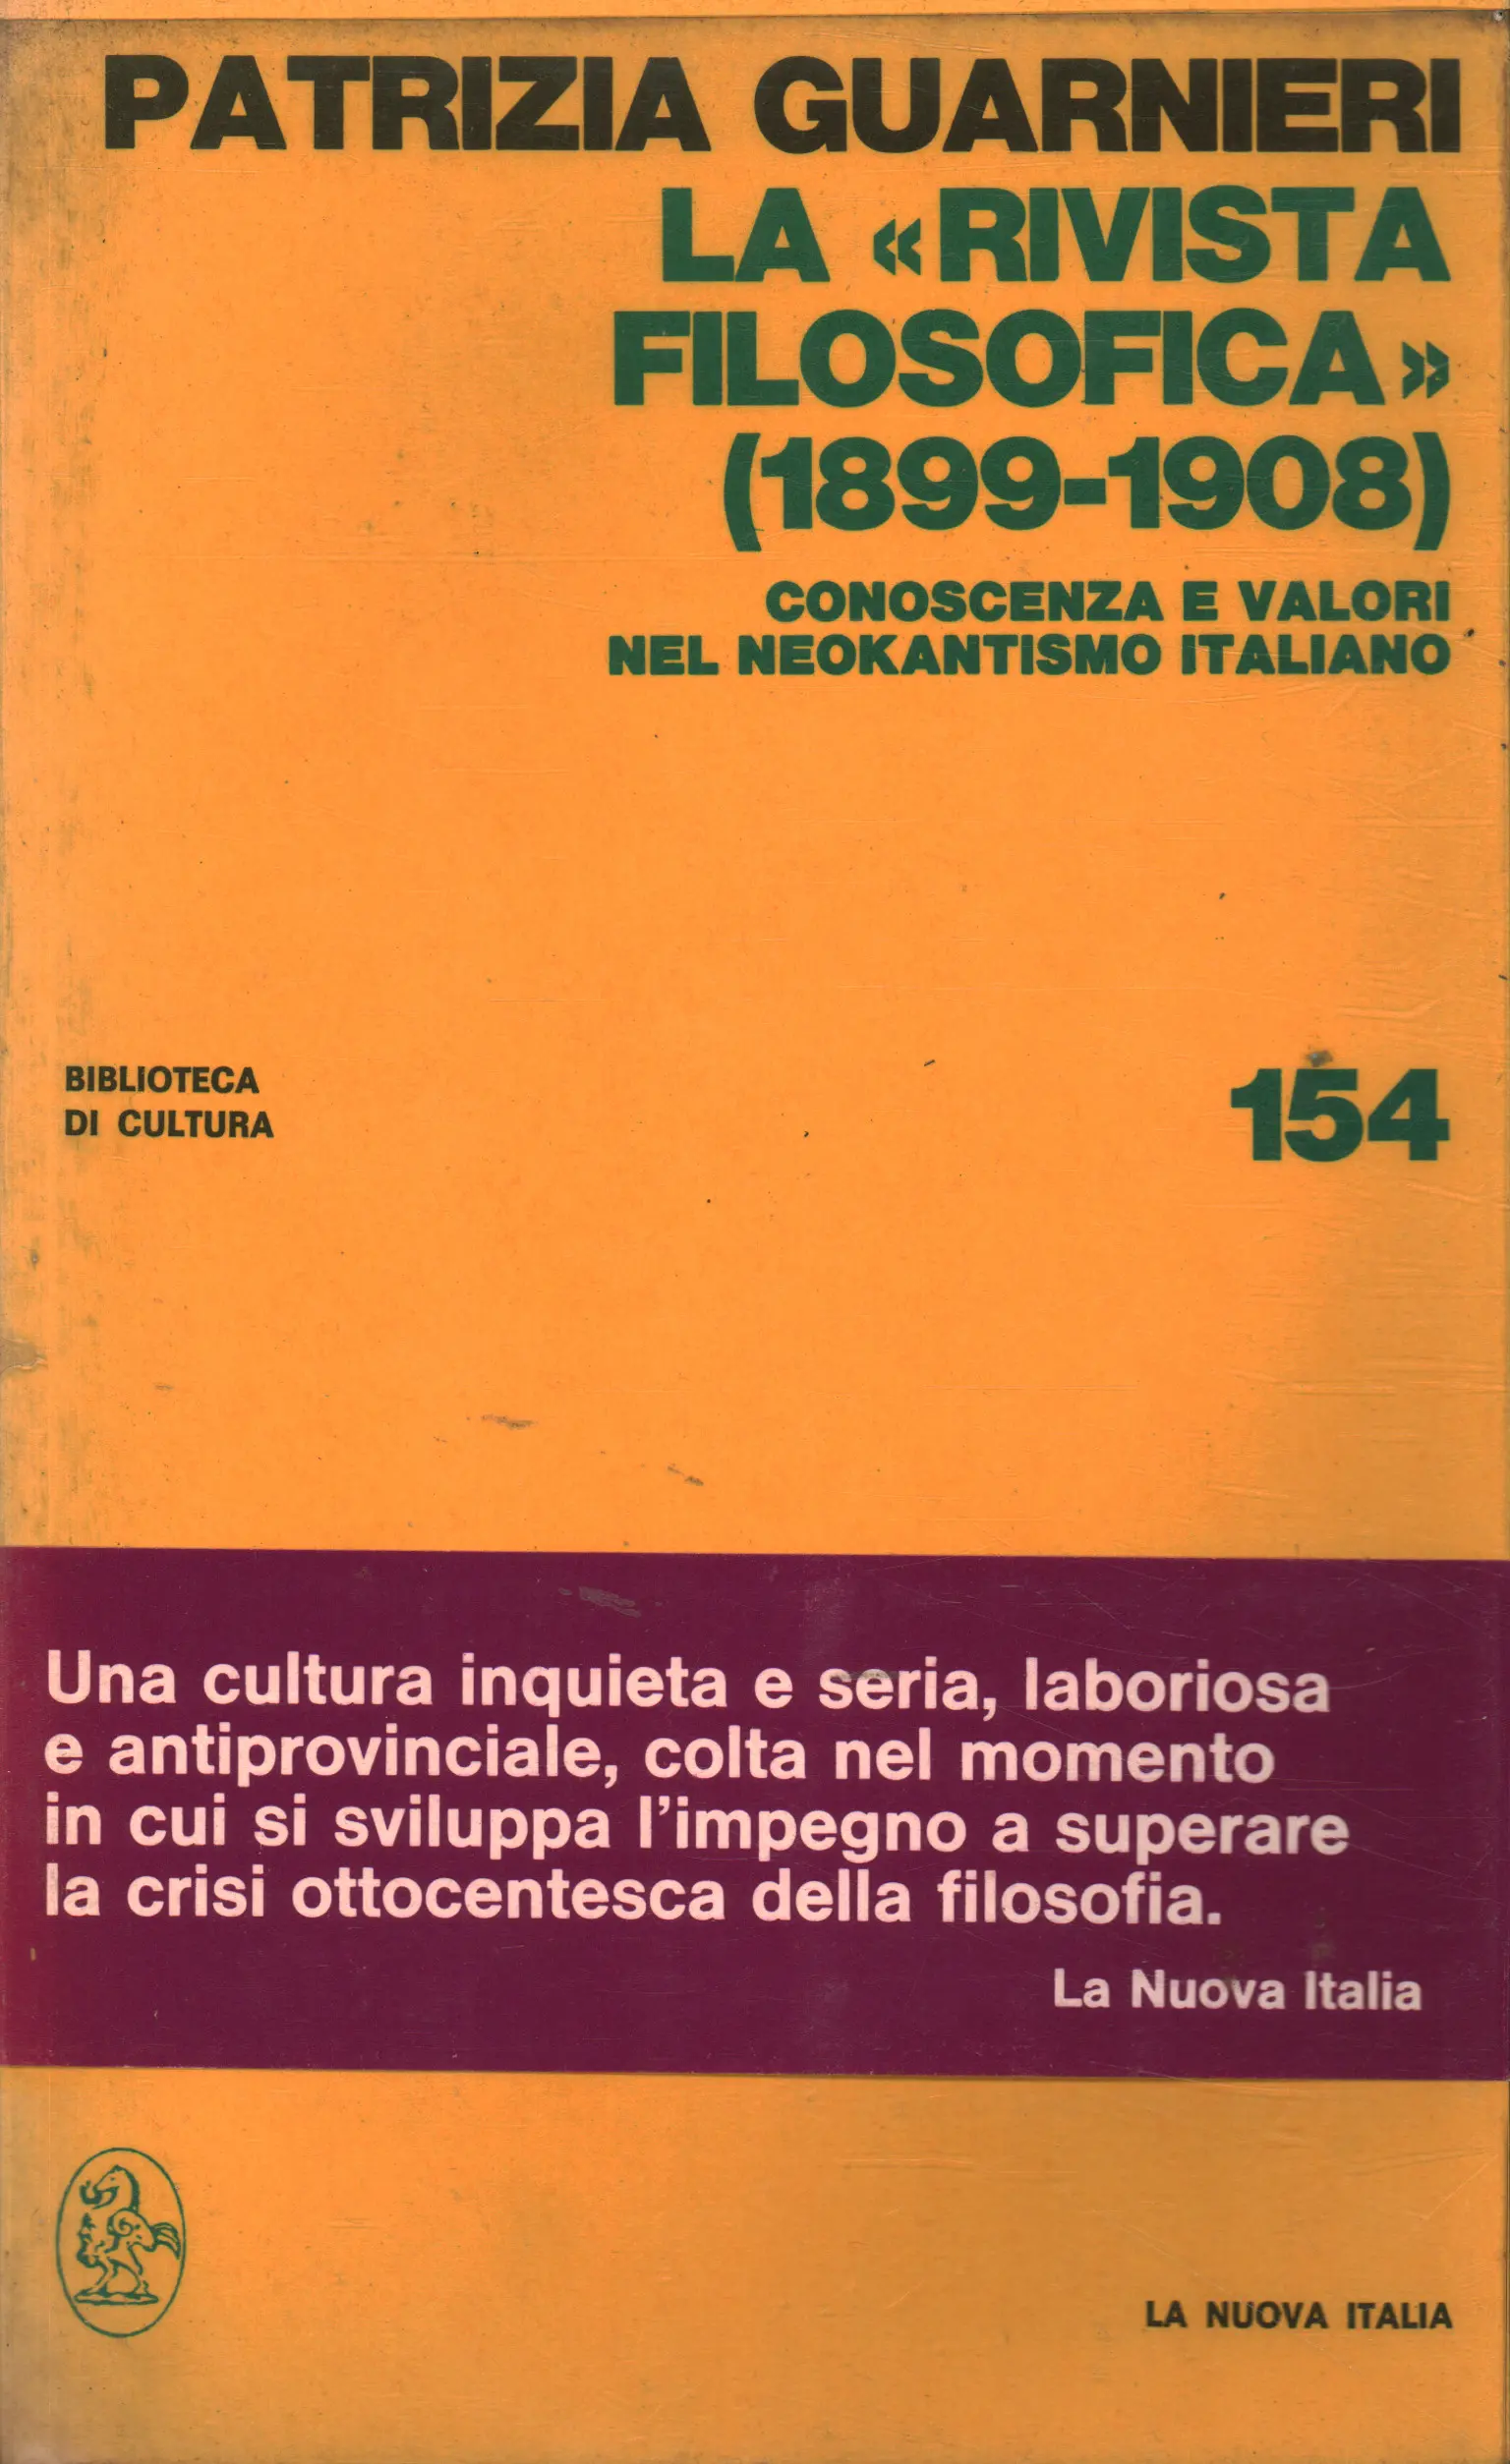 PATRIZIA GUARNIERI
LA «RIVISTA
FILOSOFICA»
(1899-1908)
CONOSCENZA E VALORI
NEL NEOKANTISMO ITALIANO
BIBLIOTECA
DI CULTURA
154
Una cultura inquieta e seria, laboriosa
e antiprovinciale, colta nel momento
in cui si sviluppa l'impegno a superare
la crisi ottocentesca della filosofia.
La Nuova Italia
LA NUOVA ITALIA